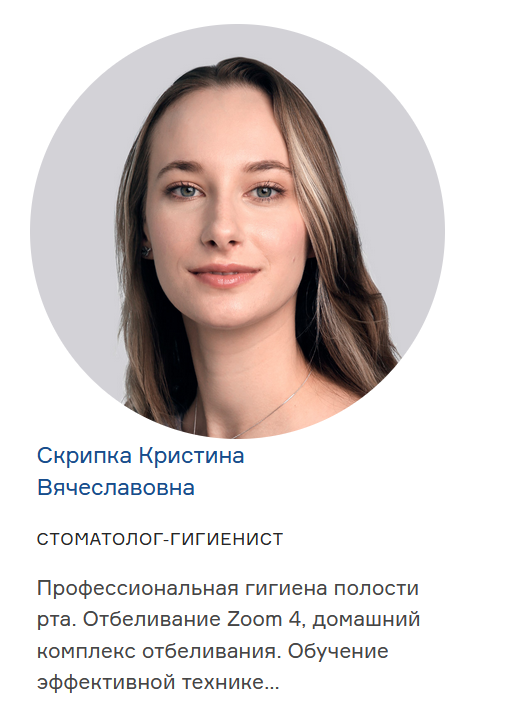 Скрипка Кристина
Вячеславовна
СТОМАТОЛОГ-ГИГИЕНИСТ
Профессиональная гигиена полости
рта. Отбеливание Zoom 4, домашний
комплекс отбеливания. Обучение
эффективной технике...